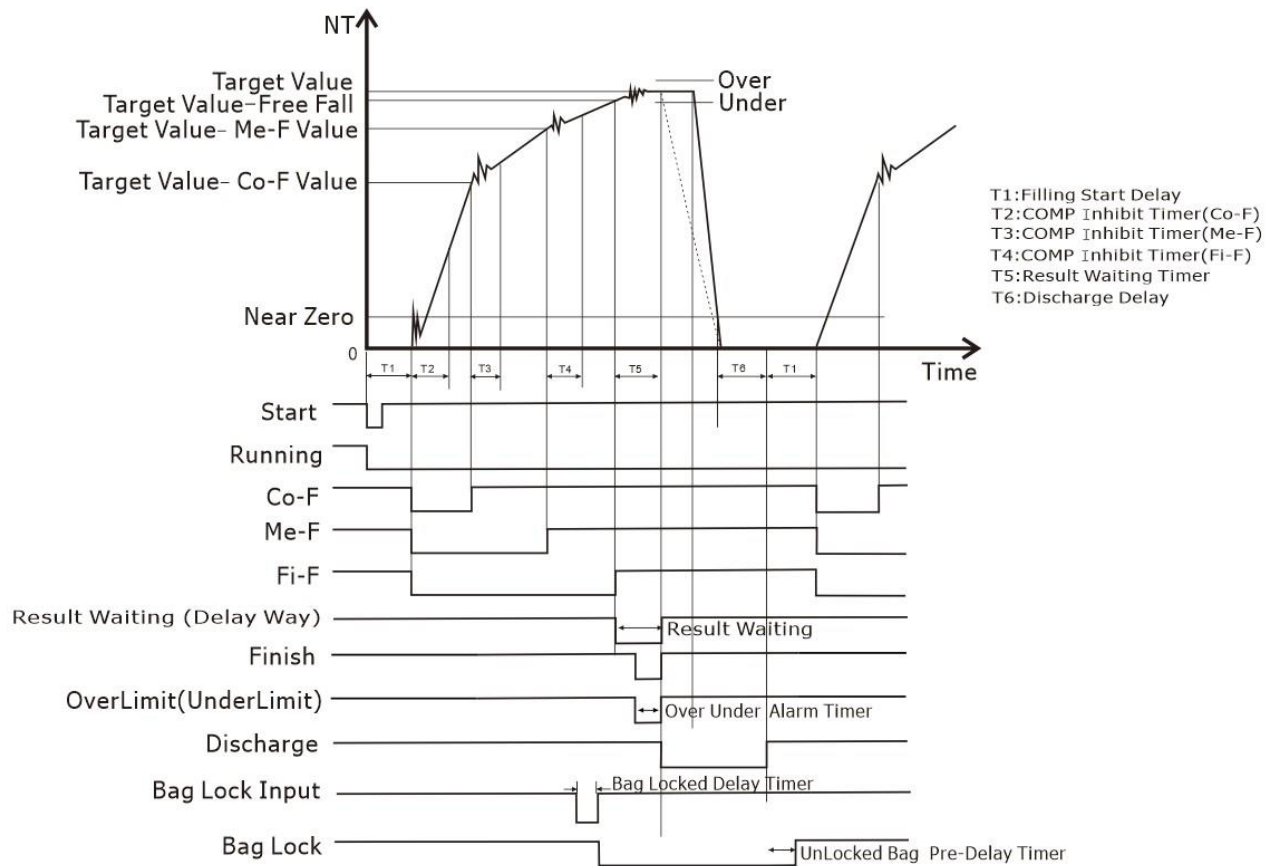 NT
Target Value
Over
Target Value-Free Fall
Under
Target Value- Me-F Value
Target Value- Co-F Value
T1:Filling Start Delay
T2:COMP Inhibit Timer(Co-F)
T3:COMP Inhibit Timer(Me-F)
T4:COMP Inhibit Timer(Fi-F)
T5:Result Waiting Timer
T6:Discharge Delay
Near Zero
0
Time
T1 T2 T3 T4 T5 T6 T1
Start
Running
Co-F
Me-F
Fi-F
Result Waiting (Delay Way)
Result Waiting
Finish
OverLimit(UnderLimit)
Over Under Alarm Timer
Discharge
Bag Lock Input
Bag Locked Delay Timer
Bag Lock
UnLocked Bag Pre-Delay Timer